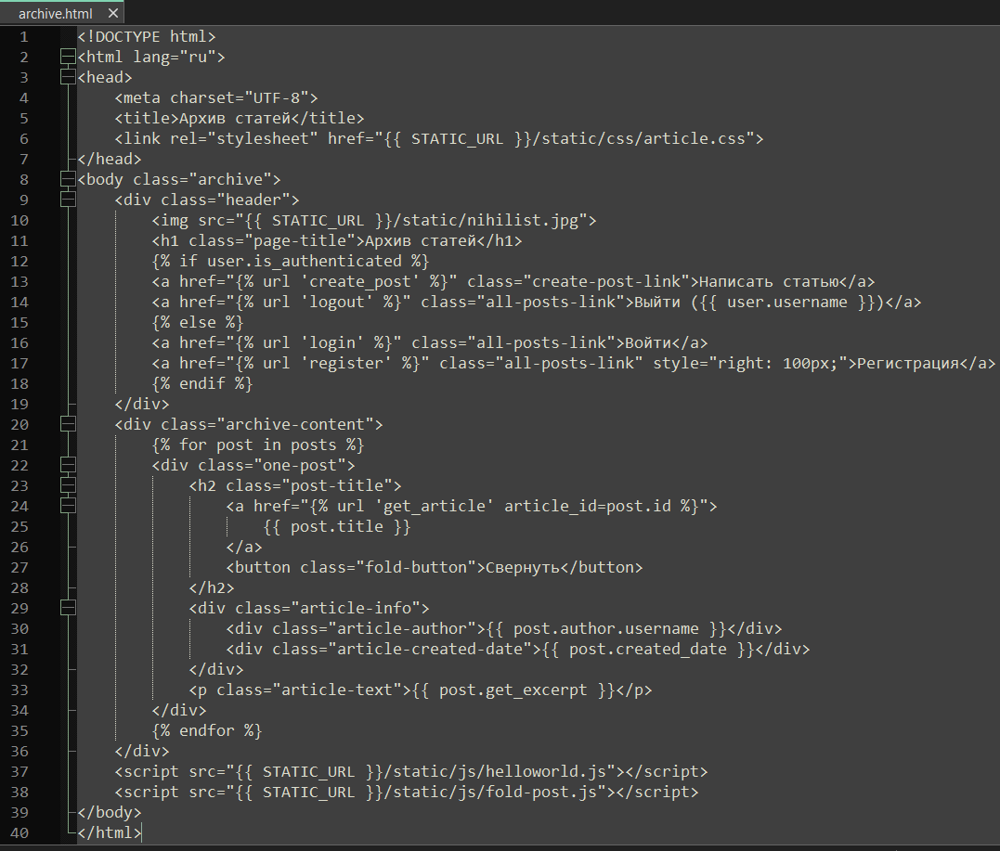 archive.html
1 <!DOCTYPE html>
2 <html lang="ru">
3 <head>
4     <meta charset="UTF-8">
5     <title>Архив статей</title>
6     <link rel="stylesheet" href="{{ STATIC_URL }}/static/css/article.css">
7 </head>
8 <body class="archive">
9     <div class="header">
10         <img src="{{ STATIC_URL }}/static/nihilist.jpg">
11         <h1 class="page-title">Архив статей</h1>
12         {% if user.is_authenticated %}
13         <a href="{% url 'create_post' %}" class="create-post-link">Написать статью</a>
14         <a href="{% url 'logout' %}" class="all-posts-link">Выйти ({{ user.username }})</a>
15         {% else %}
16         <a href="{% url 'login' %}" class="all-posts-link">Войти</a>
17         <a href="{% url 'register' %}" class="all-posts-link" style="right: 100px;">Регистрация</a>
18         {% endif %}
19     </div>
20     <div class="archive-content">
21         {% for post in posts %}
22         <div class="one-post">
23             <h2 class="post-title">
24                 <a href="{% url 'get_article' article_id=post.id %}">
25                     {{ post.title }}
26                 </a>
27                 <button class="fold-button">Свернуть</button>
28             </h2>
29             <div class="article-info">
30                 <div class="article-author">{{ post.author.username }}</div>
31                 <div class="article-created-date">{{ post.created_date }}</div>
32             </div>
33             <p class="article-text">{{ post.get_excerpt }}</p>
34         </div>
35         {% endfor %}
36     </div>
37     <script src="{{ STATIC_URL }}/static/js/helloworld.js"></script>
38     <script src="{{ STATIC_URL }}/static/js/fold-post.js"></script>
39 </body>
40 </html>